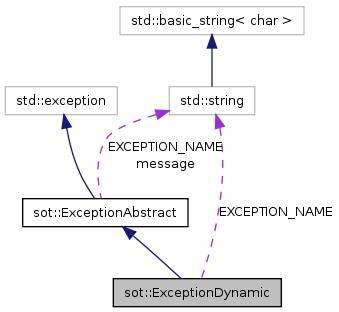 std::basic_string< char >
std::exception
std::string
EXCEPTION_NAME
message
sot::ExceptionAbstract
EXCEPTION_NAME
sot::ExceptionDynamic